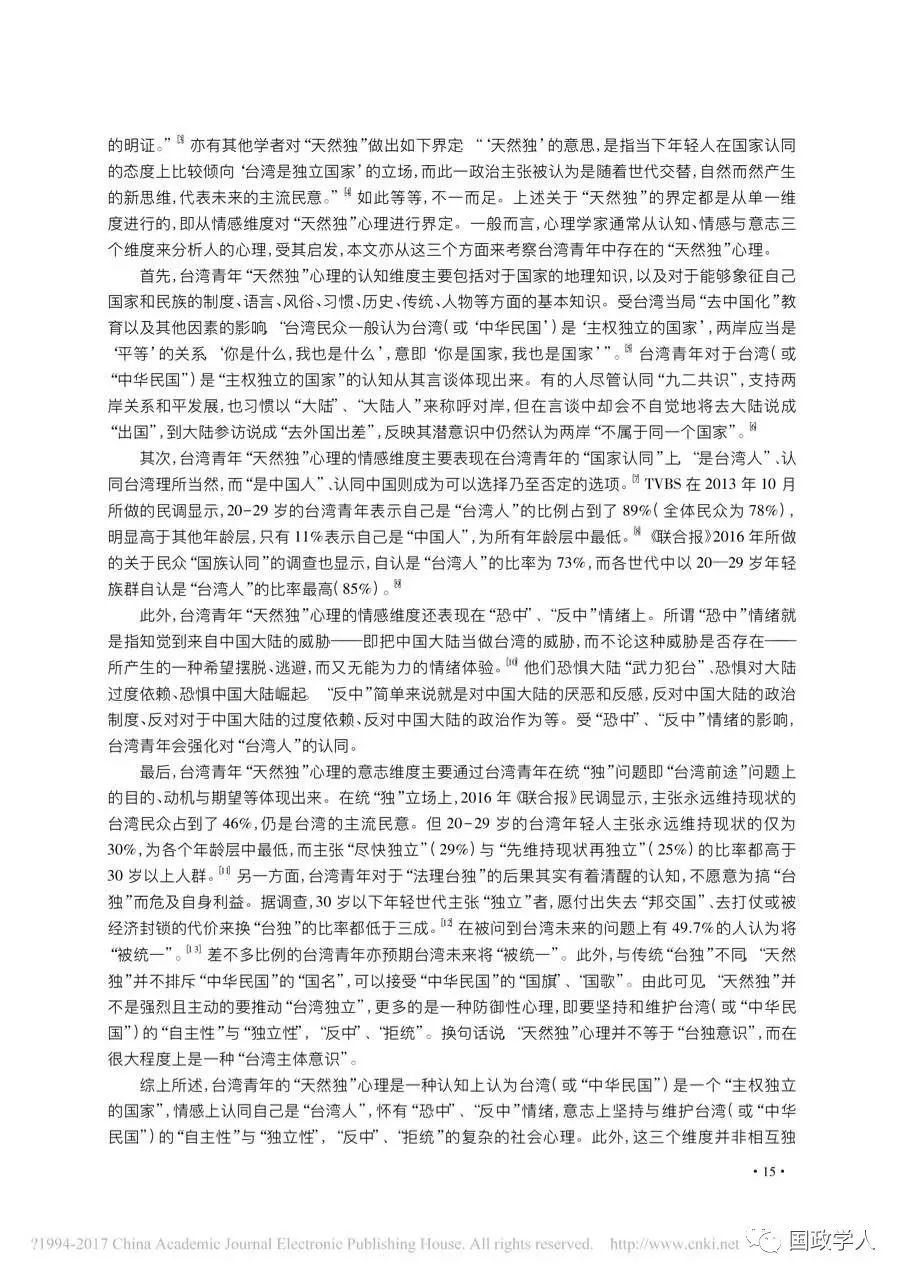 的明证。”[3] 亦有其他学者对“天然独”做出如下界定: “‘天然独’的意思,是指当下年轻人在国家认同
的态度上比较倾向‘台湾是独立国家’的立场,而此一政治主张被认为是随着世代交替,自然而然产生
的新思维,代表未来的主流民意。”[4] 如此等等,不一而足。上述关于“天然独”的界定都是从单一维
度进行的,即从情感维度对“天然独”心理进行界定。一般而言,心理学家通常从认知、情感与意志三
个维度来分析人的心理,受其启发,本文亦从这三个方面来考察台湾青年中存在的“天然独”心理。
首先,台湾青年“天然独”心理的认知维度主要包括对于国家的地理知识,以及对于能够象征自己
国家和民族的制度、语言、风俗、习惯、历史、传统、人物等方面的基本知识。受台湾当局“去中国化”教
育以及其他因素的影响,“台湾民众一般认为台湾(或‘中华民国’)是‘主权独立的国家’,两岸应当是
‘平等’的关系,‘你是什么,我也是什么’,意即‘你是国家,我也是国家’”。[5] 台湾青年对于台湾(或
“中华民国”)是“主权独立的国家”的认知从其言谈体现出来。有的人尽管认同“九二共识”,支持两
岸关系和平发展,也习惯以“大陆”、“大陆人”来称呼对岸,但在言谈中却会不自觉地将去大陆说成
“出国”,到大陆参访说成“去外国出差”,反映其潜意识中仍然认为两岸“不属于同一个国家”。[6]
其次,台湾青年“天然独”心理的情感维度主要表现在台湾青年的“国家认同”上,“是台湾人”、认
同台湾理所当然,而“是中国人”、认同中国则成为可以选择乃至否定的选项。[7] TVBS 在 2013 年 10 月
所做的民调显示,20-29 岁的台湾青年表示自己是“台湾人”的比例占到了 89%(全体民众为 78%),
明显高于其他年龄层,只有 11%表示自己是“中国人”,为所有年龄层中最低。[8] 《联合报》2016 年所做
的关于民众“国族认同”的调查也显示,自认是“台湾人”的比率为 73%,而各世代中以 20—29 岁年轻
族群自认是“台湾人”的比率最高(85%)。[9]
此外,台湾青年“天然独”心理的情感维度还表现在“恐中”、“反中”情绪上。所谓“恐中”情绪就
是指知觉到来自中国大陆的威胁——即把中国大陆当做台湾的威胁,而不论这种威胁是否存在——
所产生的一种希望摆脱、逃避,而又无能为力的情绪体验。[10] 他们恐惧大陆“武力犯台”、恐惧对大陆
过度依赖、恐惧中国大陆崛起。“反中”简单来说就是对中国大陆的厌恶和反感,反对中国大陆的政治
制度、反对对于中国大陆的过度依赖、反对中国大陆的政治作为等。受“恐中”、“反中”情绪的影响,
台湾青年会强化对“台湾人”的认同。
最后,台湾青年“天然独”心理的意志维度主要通过台湾青年在统“独”问题即“台湾前途”问题上
的目的、动机与期望等体现出来。在统“独”立场上,2016 年《联合报》民调显示,主张永远维持现状的
台湾民众占到了 46%,仍是台湾的主流民意。但 20-29 岁的台湾年轻人主张永远维持现状的仅为
30%,为各个年龄层中最低,而主张“尽快独立”(29%)与“先维持现状再独立”(25%)的比率都高于
30 岁以上人群。[11] 另一方面,台湾青年对于“法理台独”的后果其实有着清醒的认知,不愿意为搞“台
独”而危及自身利益。据调查,30 岁以下年轻世代主张“独立”者,愿付出失去“邦交国”、去打仗或被
经济封锁的代价来换“台独”的比率都低于三成。[12] 在被问到台湾未来的问题上有 49.7%的人认为将
“被统一”。[13] 差不多比例的台湾青年亦预期台湾未来将“被统一”。此外,与传统“台独”不同,“天然
独”并不排斥“中华民国”的“国名”,可以接受“中华民国”的“国旗”、“国歌”。由此可见,“天然独”并
不是强烈且主动的要推动“台湾独立”,更多的是一种防御性心理,即要坚持和维护台湾(或“中华民
国”)的“自主性”与“独立性”,“反中”、“拒统”。换句话说,“天然独”心理并不等于“台独意识”,而在
很大程度上是一种“台湾主体意识”。
综上所述,台湾青年的“天然独”心理是一种认知上认为台湾(或“中华民国”)是一个“主权独立
的国家”,情感上认同自己是“台湾人”,怀有“恐中”、“反中”情绪,意志上坚持与维护台湾(或“中华
民国”)的“自主性”与“独立性”,“反中”、“拒统”的复杂的社会心理。此外,这三个维度并非相互独
• 15 •
?1994-2017 China Academic Journal Electronic Publishing House. All rights reserved. http://www.cnki.net
国政学人